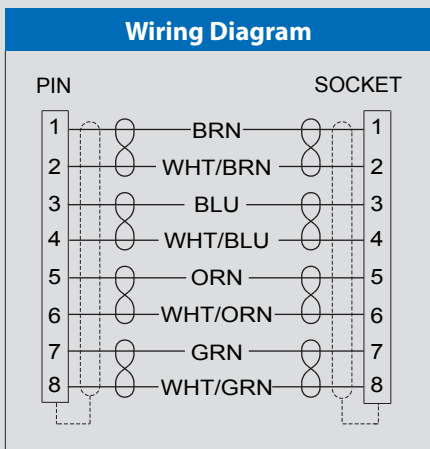 Wiring Diagram
PIN SOCKET
1 BRN 1
2 WHT/BRN 2
3 BLU 3
4 WHT/BLU 4
5 ORN 5
6 WHT/ORN 6
7 GRN 7
8 WHT/GRN 8